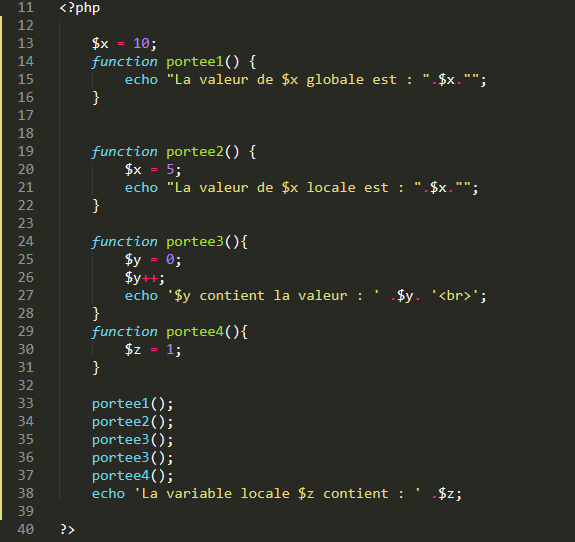 11 <?php
12
13 $x = 10;
14 function portee1() {
15 echo "La valeur de $x globale est : ".$x."";
16 }
17
18
19 function portee2() {
20 $x = 5;
21 echo "La valeur de $x locale est : ".$x."";
22 }
23
24 function portee3(){
25 $y = 0;
26 $y++;
27 echo '$y contient la valeur : ' .$y. '<br>';
28 }
29 function portee4(){
30 $z = 1;
31 }
32
33 portee1();
34 portee2();
35 portee3();
36 portee3();
37 portee4();
38 echo 'La variable locale $z contient : ' .$z;
39
40 ?>